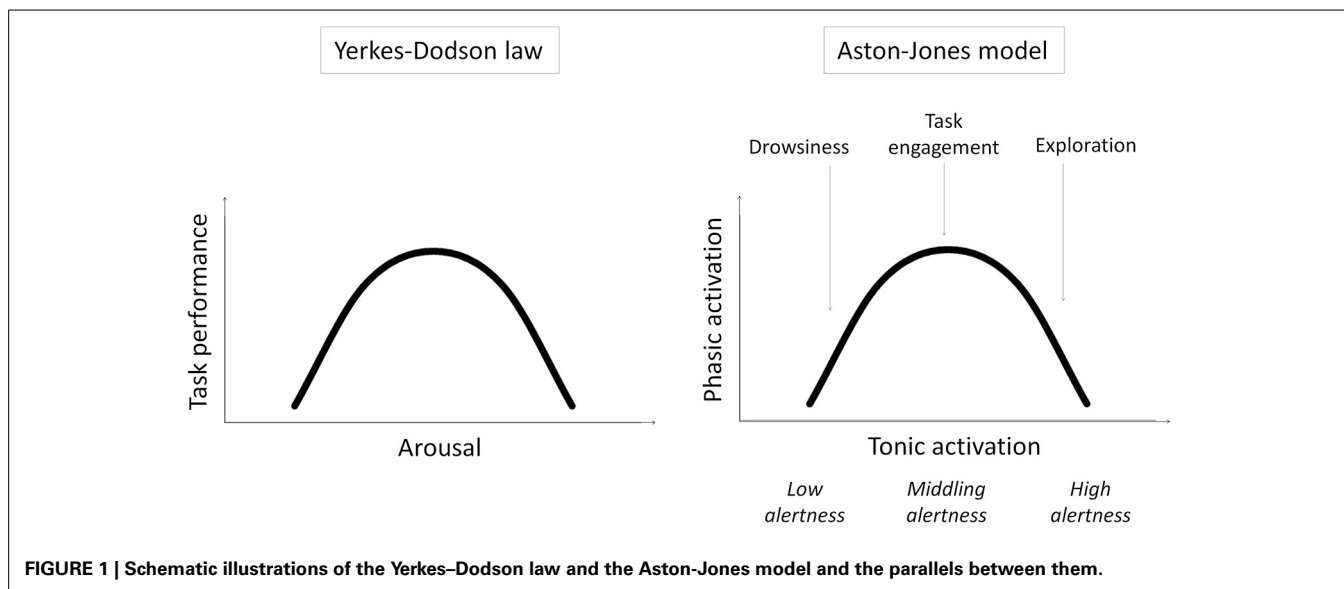 Yerkes-Dodson law
Task performance
Arousal
Aston-Jones model
Drowsiness
Task
engagement
Exploration
Phasic activation
Tonic activation
Low
alertness
Middling
alertness
High
alertness
FIGURE 1 | Schematic illustrations of the Yerkes–Dodson law and the Aston-Jones model and the parallels between them.